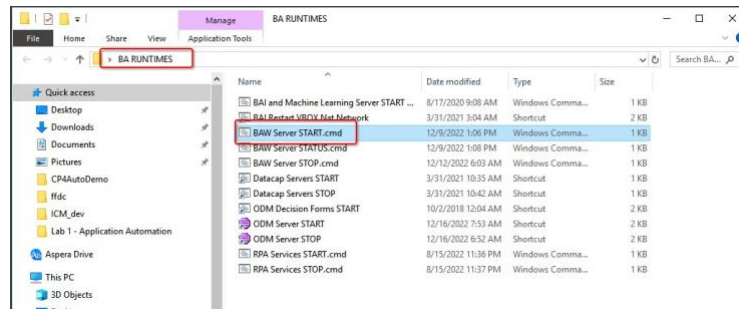 Manage
BA RUNTIMES
File
Home
Share
View
Application Tools
BA RUNTIMES
Search BA...
Name
Date modified
Type
Size
Quick access
Desktop
Downloads
Documents
Pictures
CP4AutoDemo
ffdc
ICM_dev
Lab 1 - Application Automation
Aspera Drive
This PC
3D Objects
BAI and Machine Learning Server START ... 8/17/2020 9:08 AM Windows Comma... 1 KB
BAI Restart VBOX Nat Network 3/31/2021 3:04 AM Shortcut 2 KB
BAW Server START.cmd 12/9/2022 1:06 PM Windows Comma... 1 KB
BAW Server STATUS.cmd 12/9/2022 1:08 PM Windows Comma... 1 KB
BAW Server STOP.cmd 12/12/2022 6:03 AM Windows Comma... 1 KB
Datacap Servers START 3/31/2021 10:35 AM Shortcut 1 KB
Datacap Servers STOP 3/31/2021 10:42 AM Shortcut 1 KB
ODM Decision Forms START 10/2/2018 12:04 AM Shortcut 2 KB
ODM Server START 12/16/2022 7:53 AM Shortcut 2 KB
ODM Server STOP 12/16/2022 6:52 AM Shortcut 2 KB
RPA Services START.cmd 8/15/2022 11:36 PM Windows Comma... 1 KB
RPA Services STOP.cmd 8/15/2022 11:37 PM Windows Comma... 1 KB